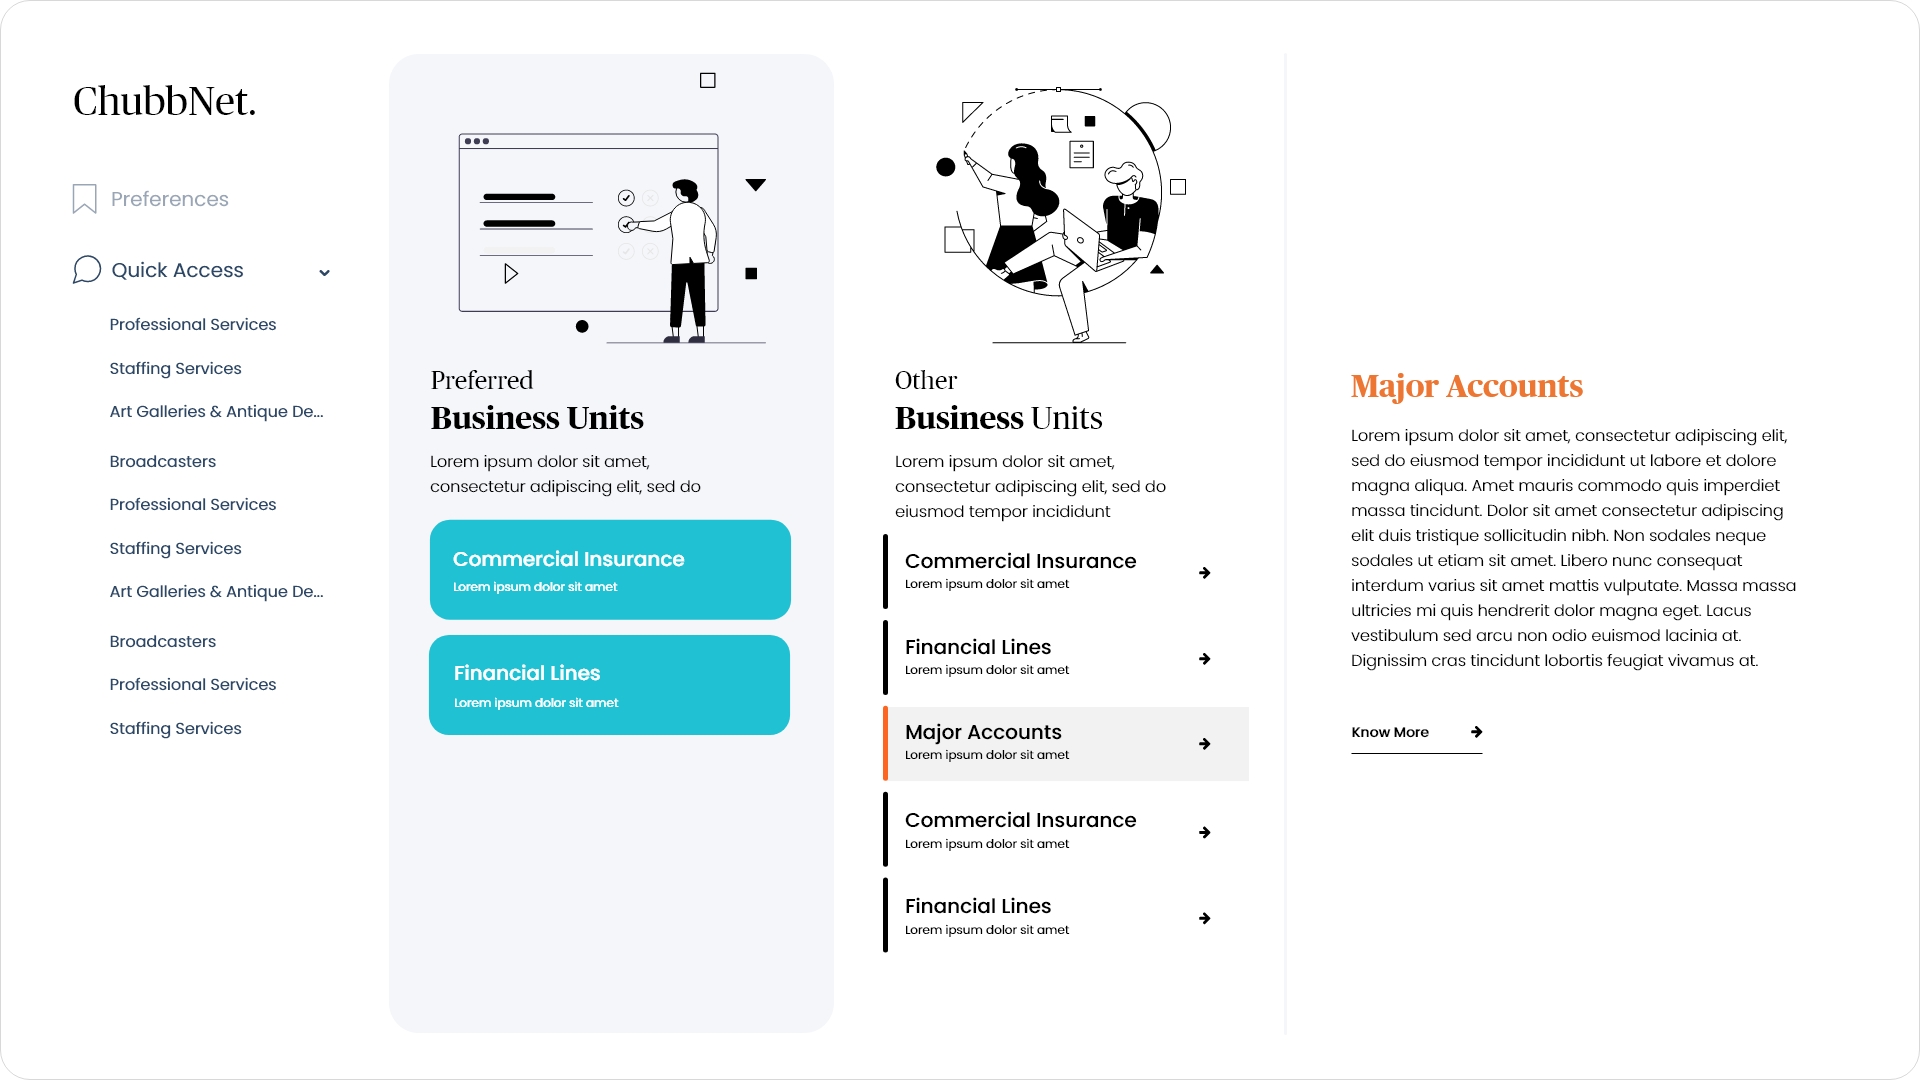 ChubbNet.
Preferences
Quick Access
Professional Services
Staffing Services
Art Galleries & Antique De...
Broadcasters
Professional Services
Staffing Services
Art Galleries & Antique De...
Broadcasters
Professional Services
Staffing Services
Preferred
Business Units
Lorem ipsum dolor sit amet,
consectetur adipiscing elit, sed do
Commercial Insurance
Lorem ipsum dolor sit amet
Financial Lines
Lorem ipsum dolor sit amet
Other
Business Units
Lorem ipsum dolor sit amet,
consectetur adipiscing elit, sed do
eiusmod tempor incididunt
Commercial Insurance
Lorem ipsum dolor sit amet
Financial Lines
Lorem ipsum dolor sit amet
Major Accounts
Lorem ipsum dolor sit amet
Commercial Insurance
Lorem ipsum dolor sit amet
Financial Lines
Lorem ipsum dolor sit amet
Major Accounts
Lorem ipsum dolor sit amet, consectetur adipiscing elit,
sed do eiusmod tempor incididunt ut labore et dolore
magna aliqua. Amet mauris commodo quis imperdiet
massa tincidunt. Dolor sit amet consectetur adipiscing
elit duis tristique sollicitudin nibh. Non sodales neque
sodales ut etiam sit amet. Libero nunc consequat
interdum varius sit amet mattis vulputate. Massa massa
ultricies mi quis hendrerit dolor magna eget. Lacus
vestibulum sed arcu non odio euismod lacinia at.
Dignissim cras tincidunt lobortis feugiat vivamus at.
Know More